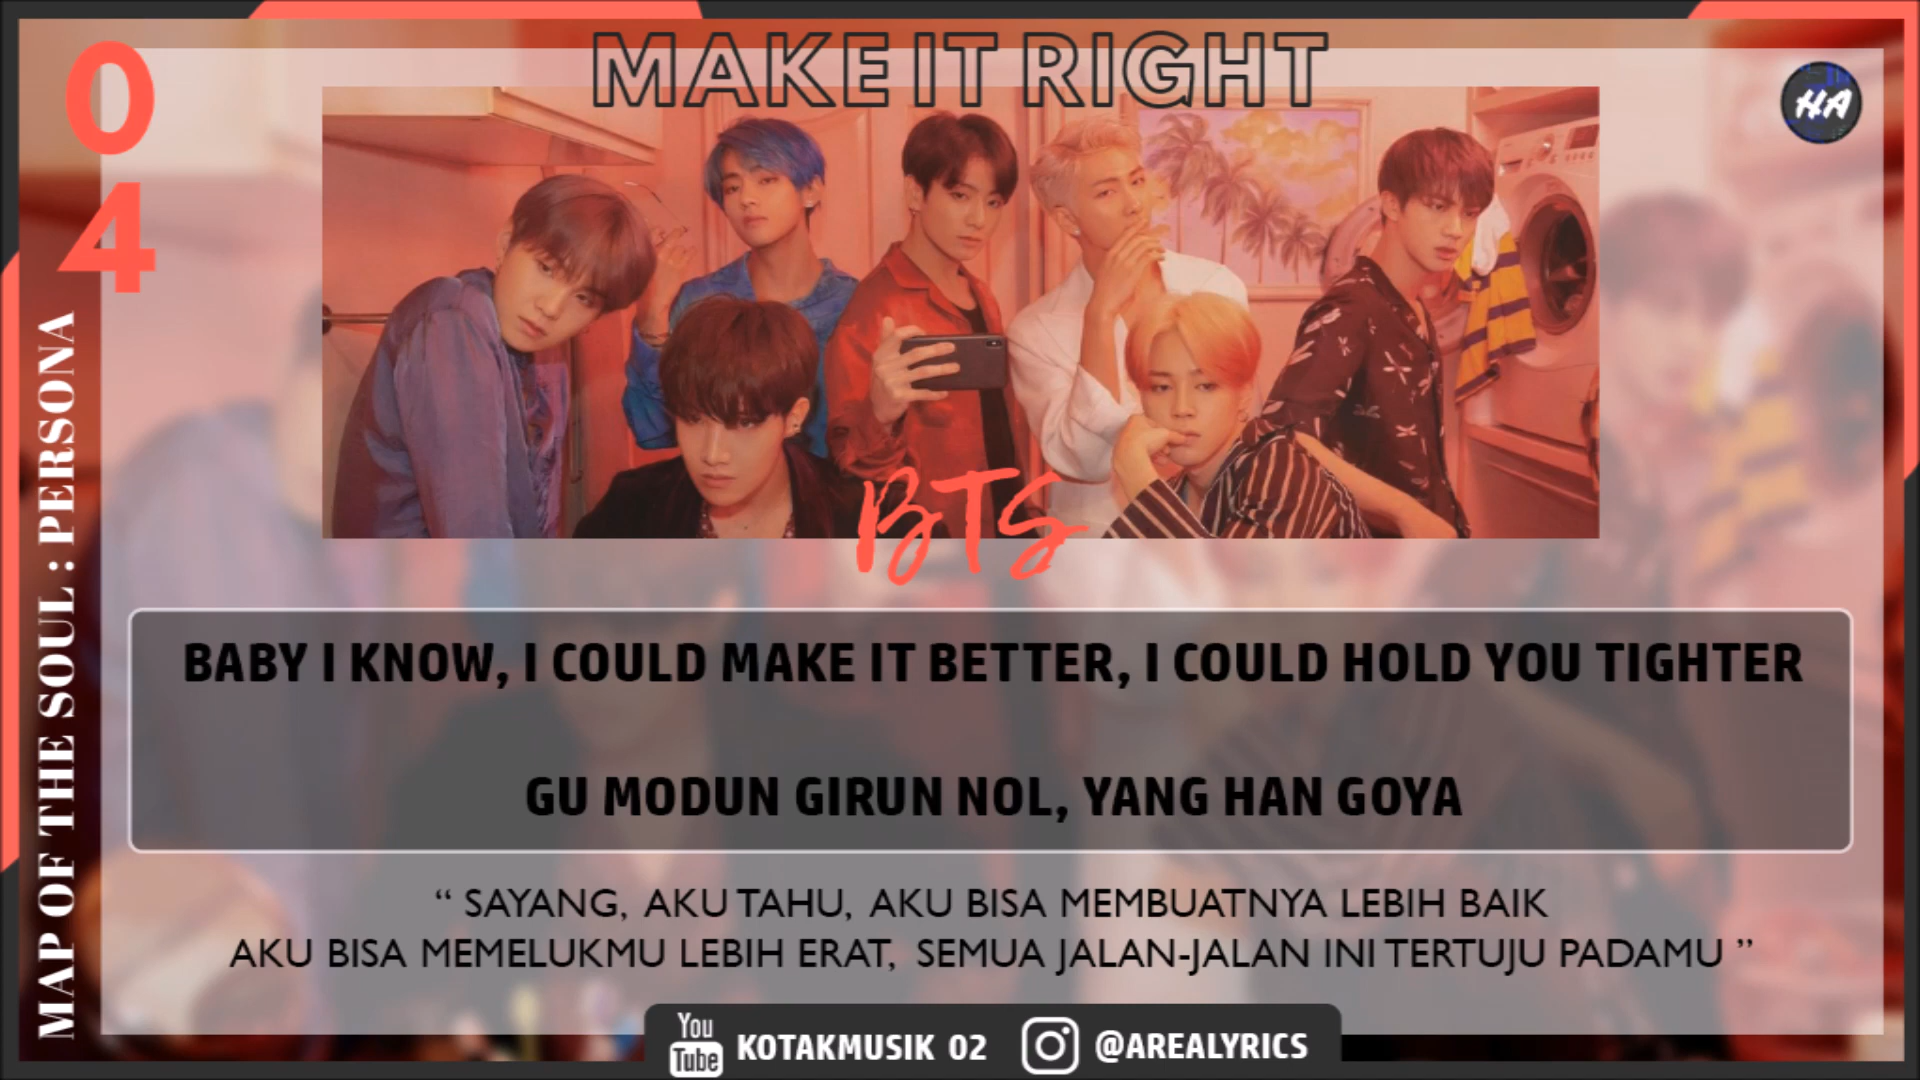 MAKE IT RIGHT
04
HA
MAP OF THE SOUL : PERSONA
BTS
BABY I KNOW, I COULD MAKE IT BETTER, I COULD HOLD YOU TIGHTER
GU MODUN GIRUN NOL, YANG HAN GOYA
“ SAYANG, AKU TAHU, AKU BISA MEMBUATNYA LEBIH BAIK
AKU BISA MEMELUKMU LEBIH ERAT, SEMUA JALAN-JALAN INI TERTUJU PADAMU ”
You Tube KOTAKMUSIK 02 @AREALYRICS